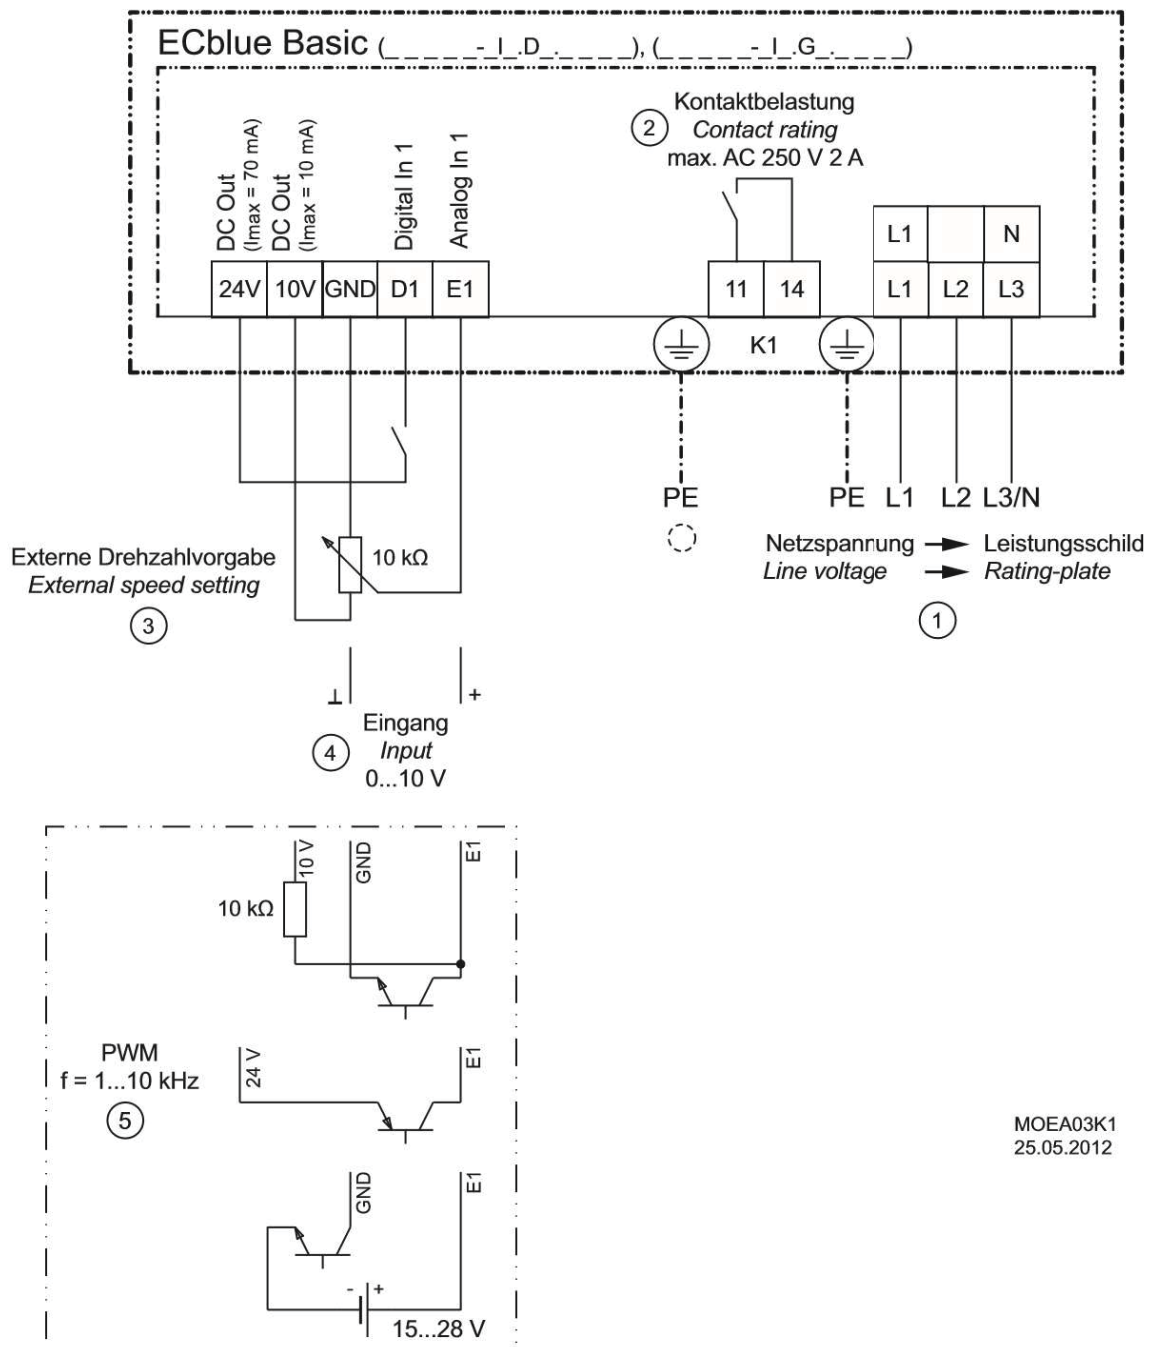 ECblue Basic (_ _ _ _ _-_I_.D_._ _ _ _), (_ _ _ _ _-_I_.G_._ _ _ _)
Kontaktbelastung
2 Contact rating
max. AC 250 V 2 A
DC Out
(Imax = 70 mA)
DC Out
(Imax = 10 mA)
Digital In 1
Analog In 1
L1 N
24V 10V GND D1 E1 11 14 L1 L2 L3
K1
PE PE L1 L2 L3/N
Netzspannung Leistungsschild
Line voltage Rating-plate
1
Externe Drehzahlvorgabe
External speed setting
3
10 kΩ
⊥ +
Eingang
4 Input
0...10 V
10 V GND E1
10 kΩ
PWM
f = 1...10 kHz
5
24 V E1
GND E1
- +
15...28 V
MOEA03K1
25.05.2012